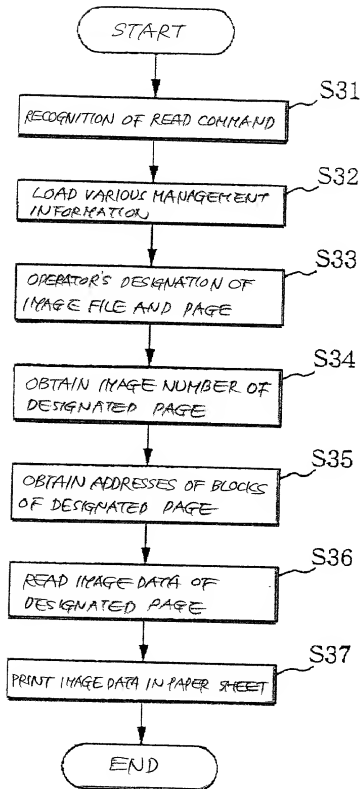 START
S31
RECOGNITION OF READ COMMAND
S32
LOAD VARIOUS MANAGEMENT
INFORMATION
S33
OPERATOR'S DESIGNATION OF
IMAGE FILE AND PAGE
S34
OBTAIN IMAGE NUMBER OF
DESIGNATED PAGE
S35
OBTAIN ADDRESSES OF BLOCKS
OF DESIGNATED PAGE
S36
READ IMAGE DATA OF
DESIGNATED PAGE
S37
PRINT IMAGE DATA IN PAPER SHEET
END